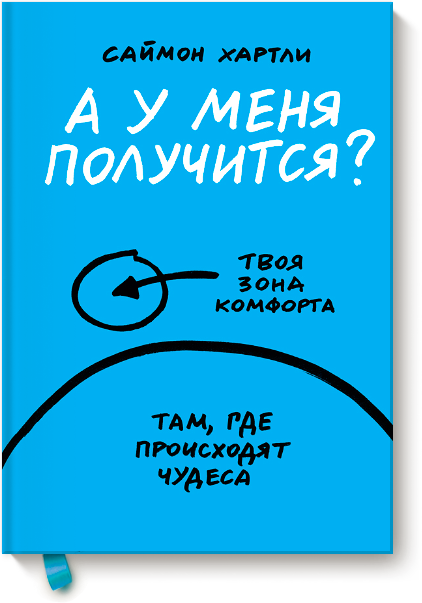 САЙМОН ХАРТЛИ
А У МЕНЯ
ПОЛУЧИТСЯ?
ТВОЯ
ЗОНА
КОМФОРТА
ТАМ, ГДЕ
ПРОИСХОДЯТ
ЧУДЕСА